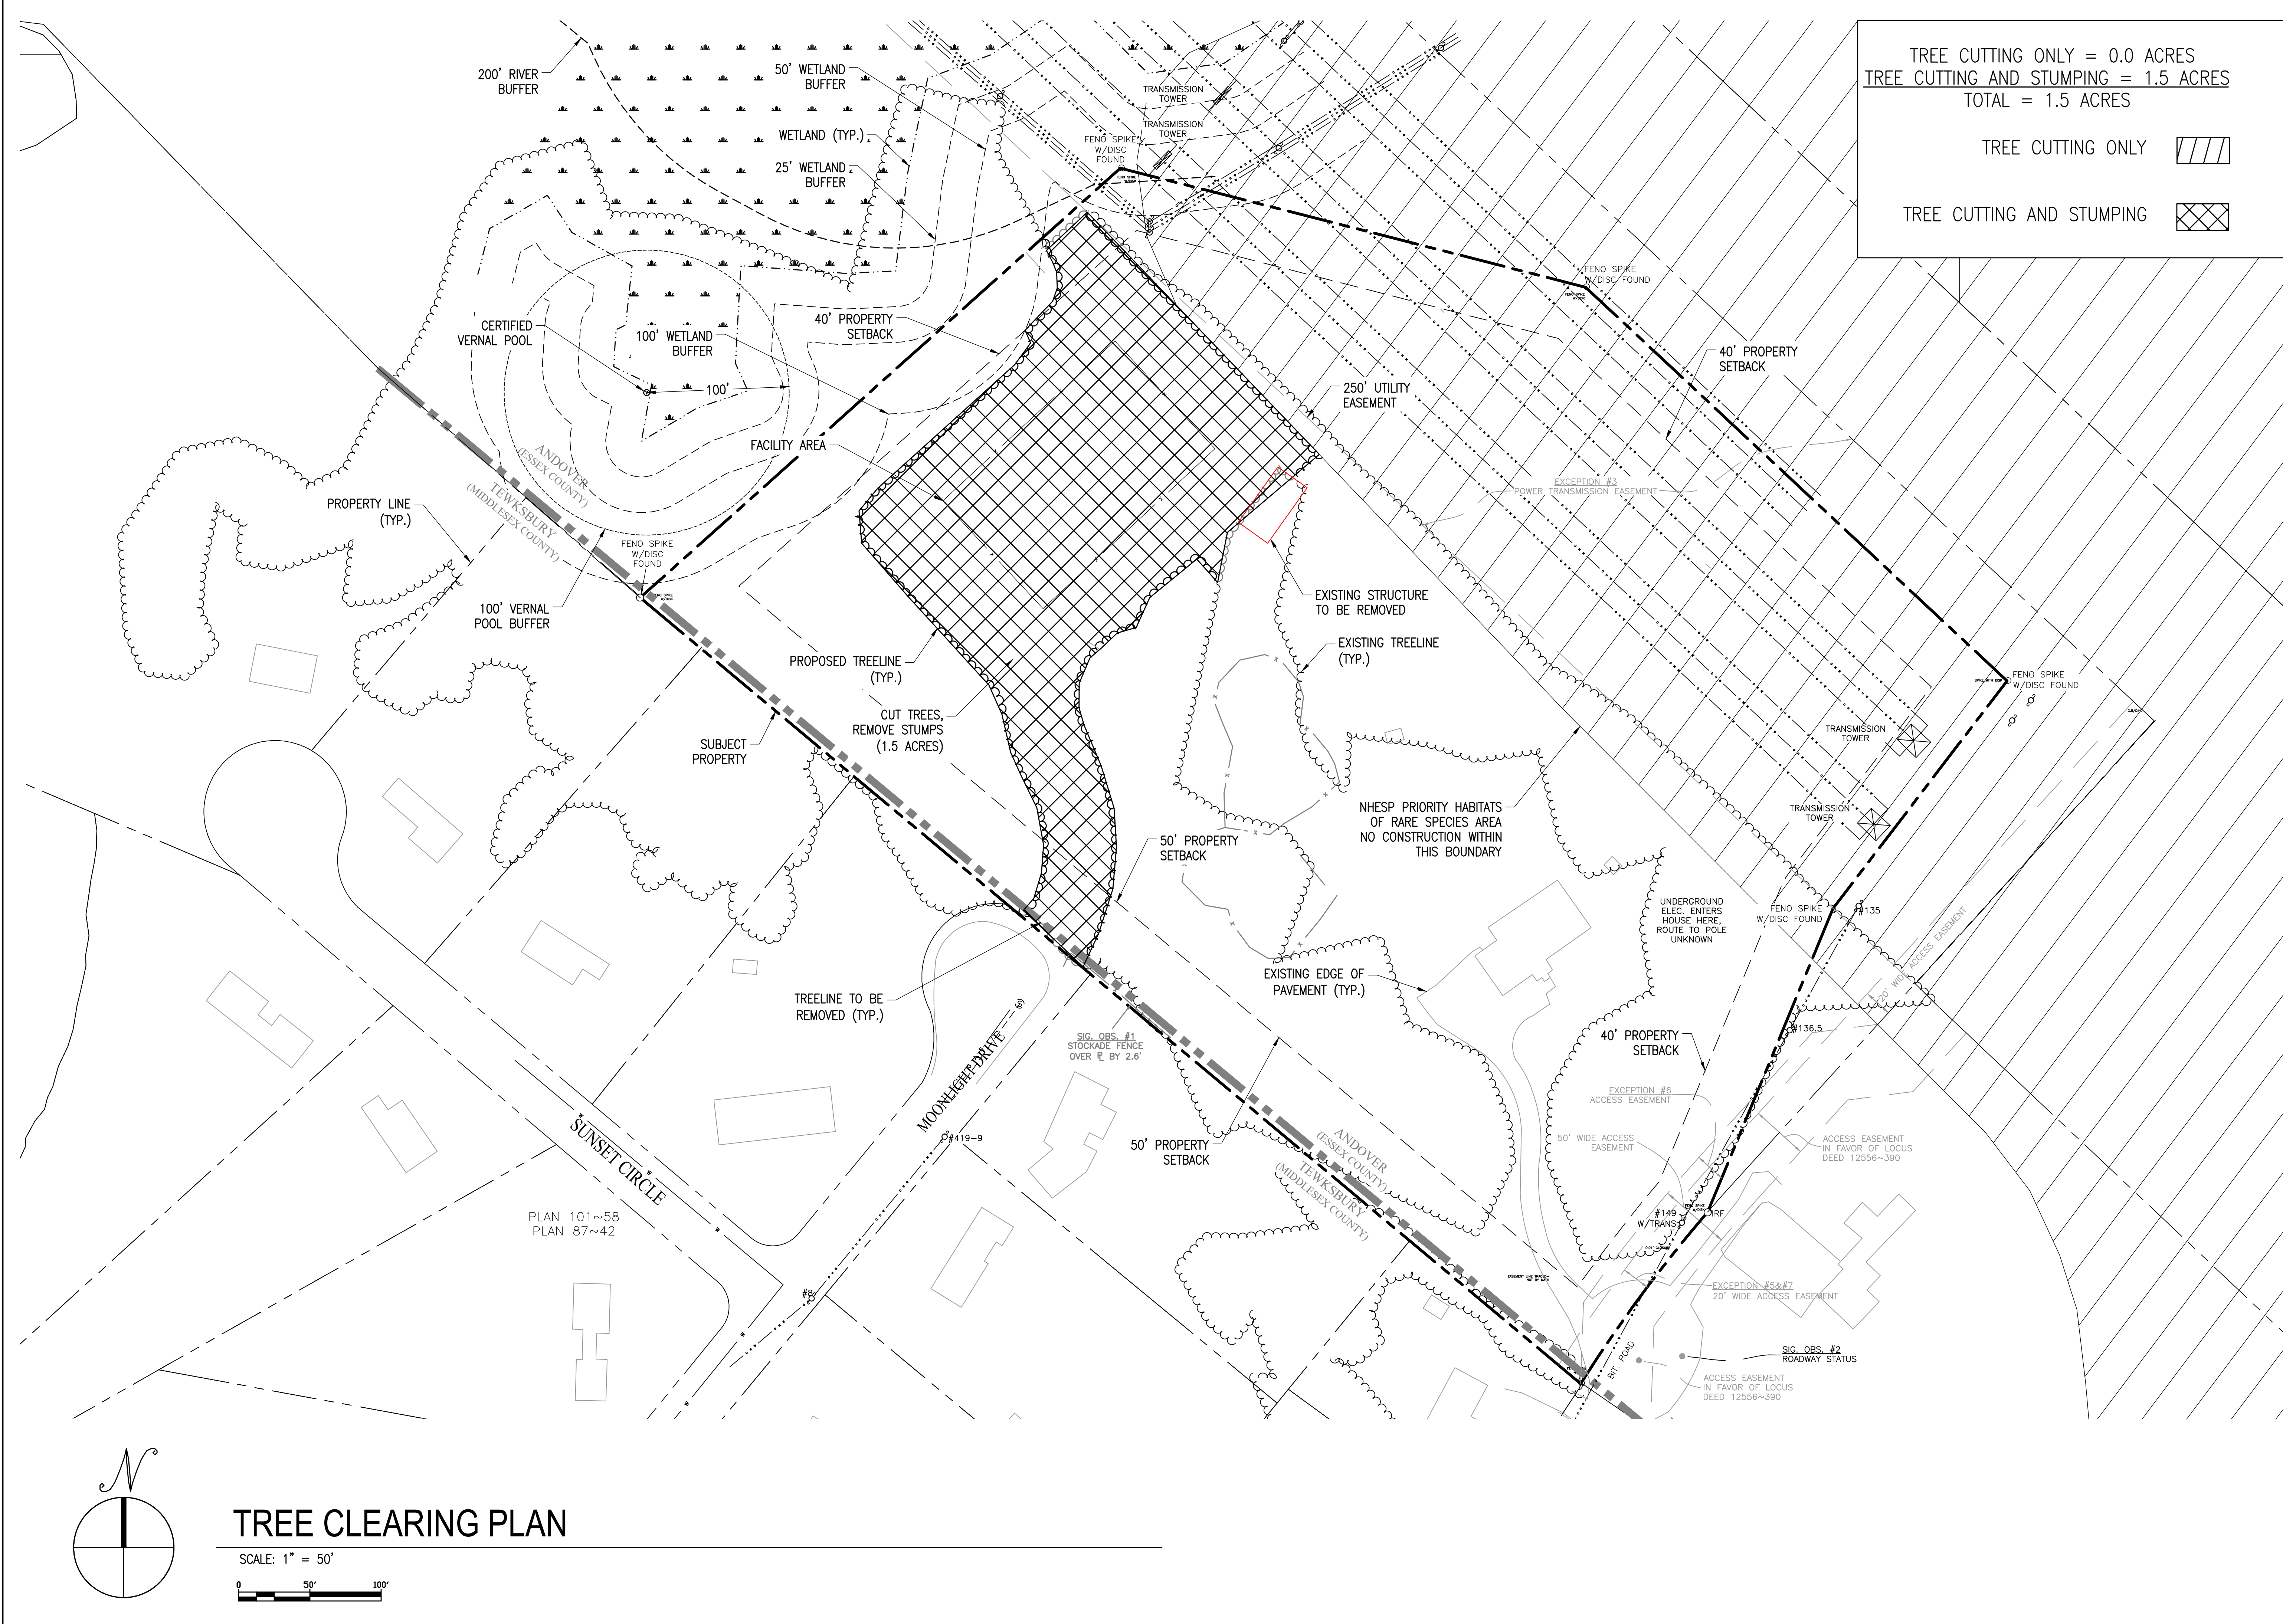 TREE CUTTING ONLY = 0.0 ACRES
TREE CUTTING AND STUMPING = 1.5 ACRES
TOTAL = 1.5 ACRES
TREE CUTTING ONLY
TREE CUTTING AND STUMPING
200' RIVER
BUFFER
50' WETLAND
BUFFER
WETLAND (TYP.)
25' WETLAND
BUFFER
TRANSMISSION
TOWER
TRANSMISSION
TOWER
FENO SPIKE
W/DISC
FOUND
FENO SPIKE
W/DISC FOUND
CERTIFIED
VERNAL POOL
100' WETLAND
BUFFER
100'
40' PROPERTY
SETBACK
40' PROPERTY
SETBACK
250' UTILITY
EASEMENT
FACILITY AREA
ANDOVER
(ESSEX COUNTY)
TEWKSBURY
(MIDDLESEX COUNTY)
PROPERTY LINE
(TYP.)
FENO SPIKE
W/DISC
FOUND
EXCEPTION #3
POWER TRANSMISSION EASEMENT
100' VERNAL
POOL BUFFER
EXISTING STRUCTURE
TO BE REMOVED
EXISTING TREELINE
(TYP.)
PROPOSED TREELINE
(TYP.)
CUT TREES,
REMOVE STUMPS
(1.5 ACRES)
SUBJECT
PROPERTY
FENO SPIKE
W/DISC FOUND
SPIKE WITH DISK
TRANSMISSION
TOWER
TRANSMISSION
TOWER
NHESP PRIORITY HABITATS
OF RARE SPECIES AREA
NO CONSTRUCTION WITHIN
THIS BOUNDARY
50' PROPERTY
SETBACK
UNDERGROUND
ELEC. ENTERS
HOUSE HERE,
ROUTE TO POLE
UNKNOWN
FENO SPIKE
W/DISC FOUND
#135
20' WIDE ACCESS EASEMENT
EXISTING EDGE OF
PAVEMENT (TYP.)
TREELINE TO BE
REMOVED (TYP.)
SIG. OBS. #1
STOCKADE FENCE
OVER ℄ BY 2.6'
#136.5
40' PROPERTY
SETBACK
MOONLIGHT DRIVE
#419-9
EXCEPTION #6
ACCESS EASEMENT
50' WIDE ACCESS
EASEMENT
ACCESS EASEMENT
IN FAVOR OF LOCUS
DEED 12556~390
50' PROPERTY
SETBACK
ANDOVER
(ESSEX COUNTY)
TEWKSBURY
(MIDDLESEX COUNTY)
SUNSET CIRCLE
PLAN 101~58
PLAN 87~42
#149
W/TRANS
IRF
#8
EXCEPTION #5&#7
20' WIDE ACCESS EASEMENT
BIT. ROAD
SIG. OBS. #2
ROADWAY STATUS
ACCESS EASEMENT
IN FAVOR OF LOCUS
DEED 12556~390
N
TREE CLEARING PLAN
SCALE: 1" = 50'
0 50' 100'